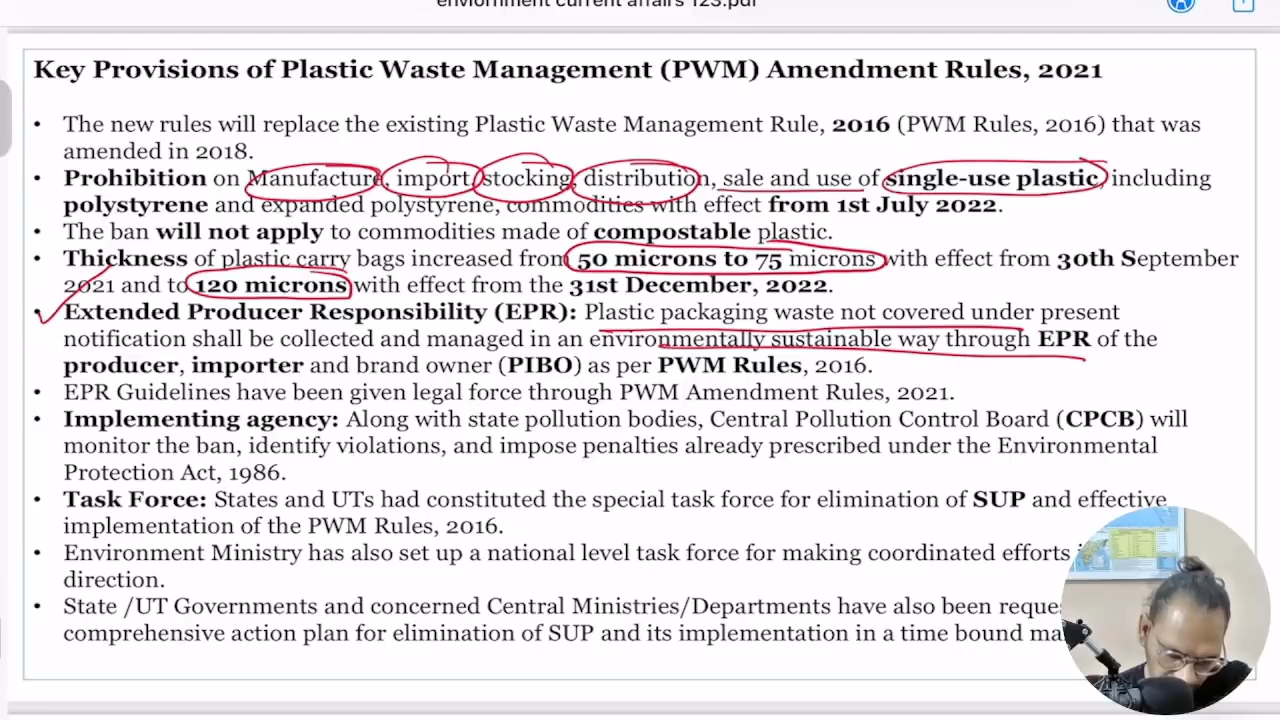 enviornment current affairs 123.pdf
Key Provisions of Plastic Waste Management (PWM) Amendment Rules, 2021
• The new rules will replace the existing Plastic Waste Management Rule, 2016 (PWM Rules, 2016) that was
amended in 2018.
• Prohibition on Manufacture, import, stocking, distribution, sale and use of single-use plastic, including
polystyrene and expanded polystyrene, commodities with effect from 1st July 2022.
• The ban will not apply to commodities made of compostable plastic.
• Thickness of plastic carry bags increased from 50 microns to 75 microns with effect from 30th September
2021 and to 120 microns with effect from the 31st December, 2022.
• Extended Producer Responsibility (EPR): Plastic packaging waste not covered under present
notification shall be collected and managed in an environmentally sustainable way through EPR of the
producer, importer and brand owner (PIBO) as per PWM Rules, 2016.
• EPR Guidelines have been given legal force through PWM Amendment Rules, 2021.
• Implementing agency: Along with state pollution bodies, Central Pollution Control Board (CPCB) will
monitor the ban, identify violations, and impose penalties already prescribed under the Environmental
Protection Act, 1986.
• Task Force: States and UTs had constituted the special task force for elimination of SUP and effective
implementation of the PWM Rules, 2016.
• Environment Ministry has also set up a national level task force for making coordinated efforts
direction.
• State /UT Governments and concerned Central Ministries/Departments have also been
comprehensive action plan for elimination of SUP and its implementation in a time bound